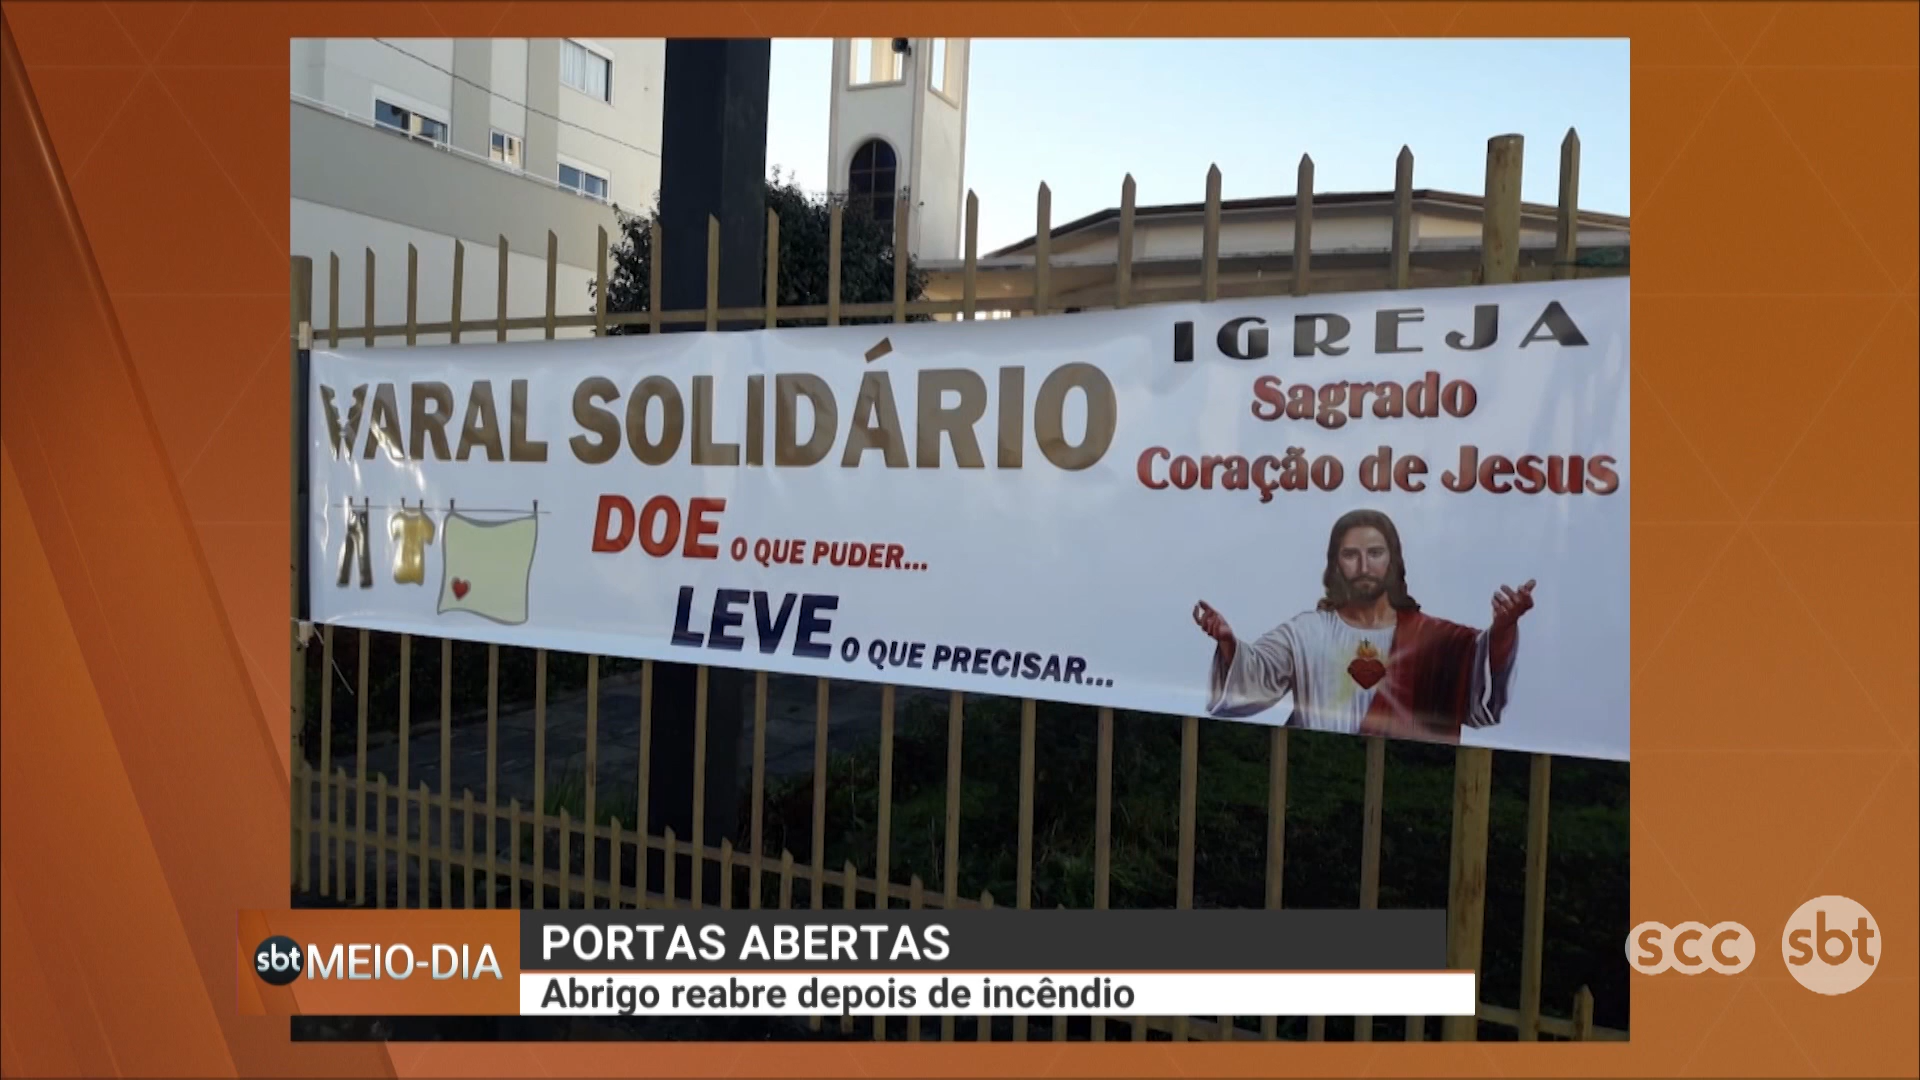 VARAL SOLIDÁRIO
DOE O QUE PUDER...
LEVE O QUE PRECISAR...
IGREJA
Sagrado
Coração de Jesus
sbt MEIO-DIA
PORTAS ABERTAS
Abrigo reabre depois de incêndio
scc sbt